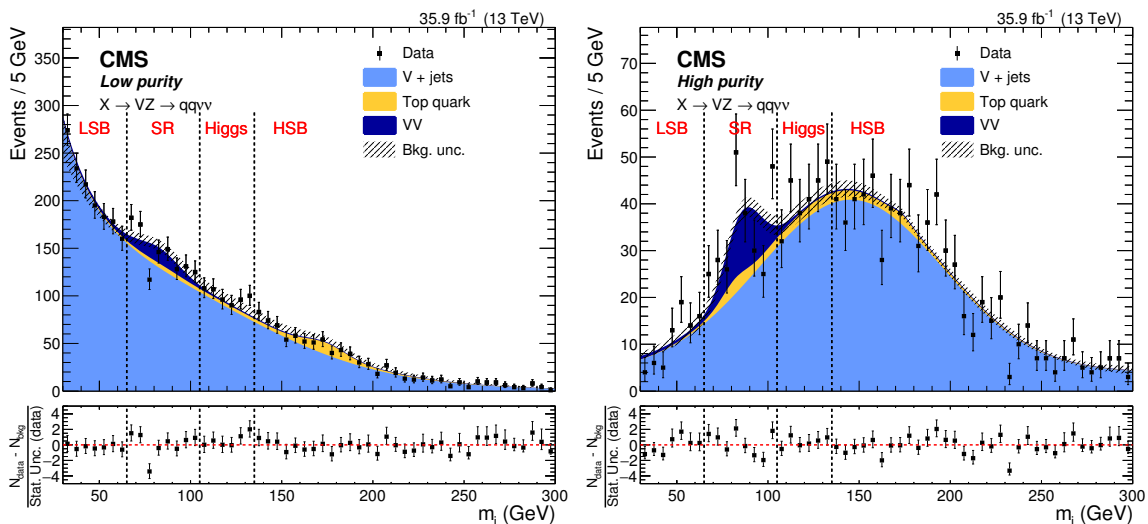 35.9 fb⁻¹ (13 TeV)
CMS
Low purity
X → VZ → qqνν
LSB SR Higgs HSB
Data
V + jets
Top quark
VV
Bkg. unc.
Events / 5 GeV
350
300
250
200
150
100
50
0
N_data - N_bkg
Stat. Unc. (data)
4
2
0
−2
−4
50 100 150 200 250 300
m_j (GeV)
35.9 fb⁻¹ (13 TeV)
CMS
High purity
X → VZ → qqνν
LSB SR Higgs HSB
Data
V + jets
Top quark
VV
Bkg. unc.
Events / 5 GeV
70
60
50
40
30
20
10
0
N_data - N_bkg
Stat. Unc. (data)
4
2
0
−2
−4
50 100 150 200 250 300
m_j (GeV)